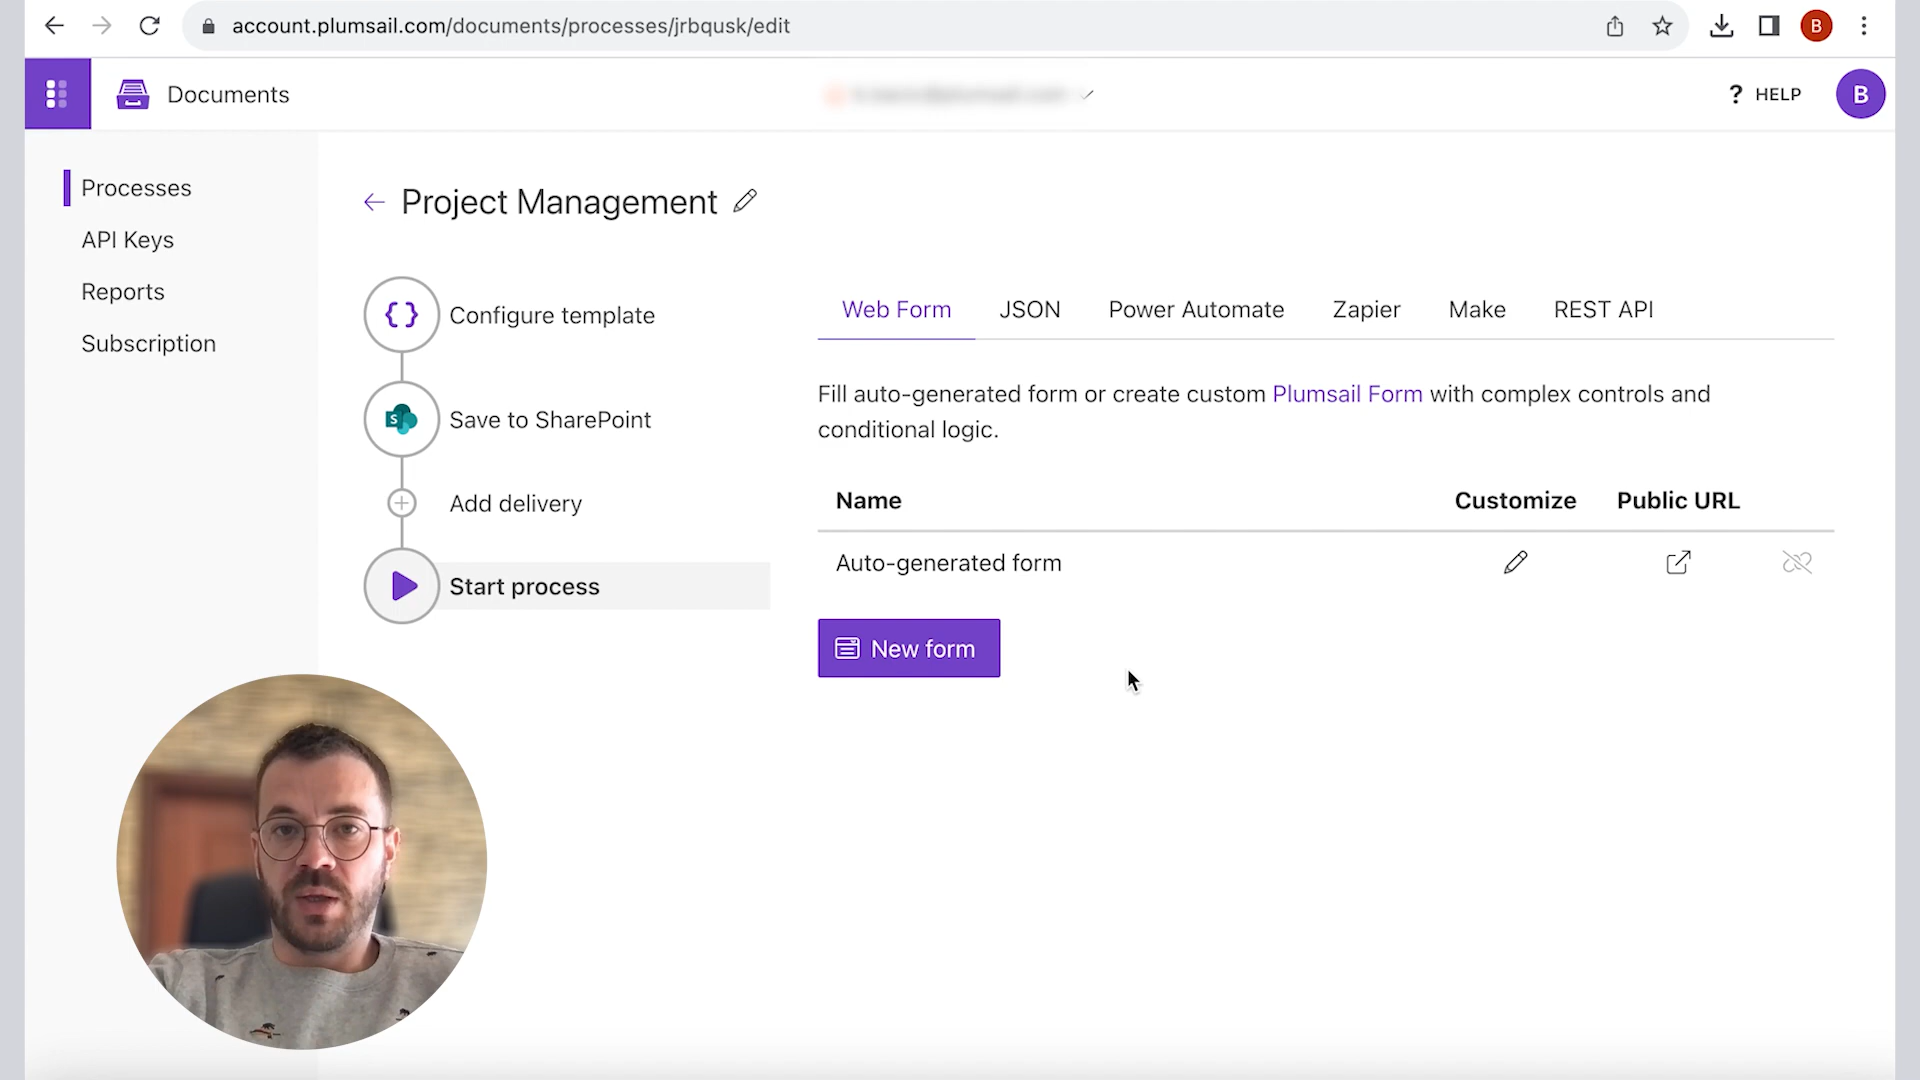 account.plumsail.com/documents/processes/jrbqusk/edit
B
Documents
? HELP
B
Processes
API Keys
Reports
Subscription
Project Management
Configure template
S
Save to SharePoint
Add delivery
Start process
Web Form
JSON
Power Automate
Zapier
Make
REST API
Fill auto-generated form or create custom Plumsail Form with complex controls and
conditional logic.
Name
Customize
Public URL
Auto-generated form
New form